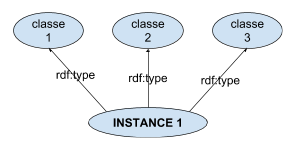 classe
1
classe
2
classe
3
rdf:type
rdf:type
rdf:type
INSTANCE 1